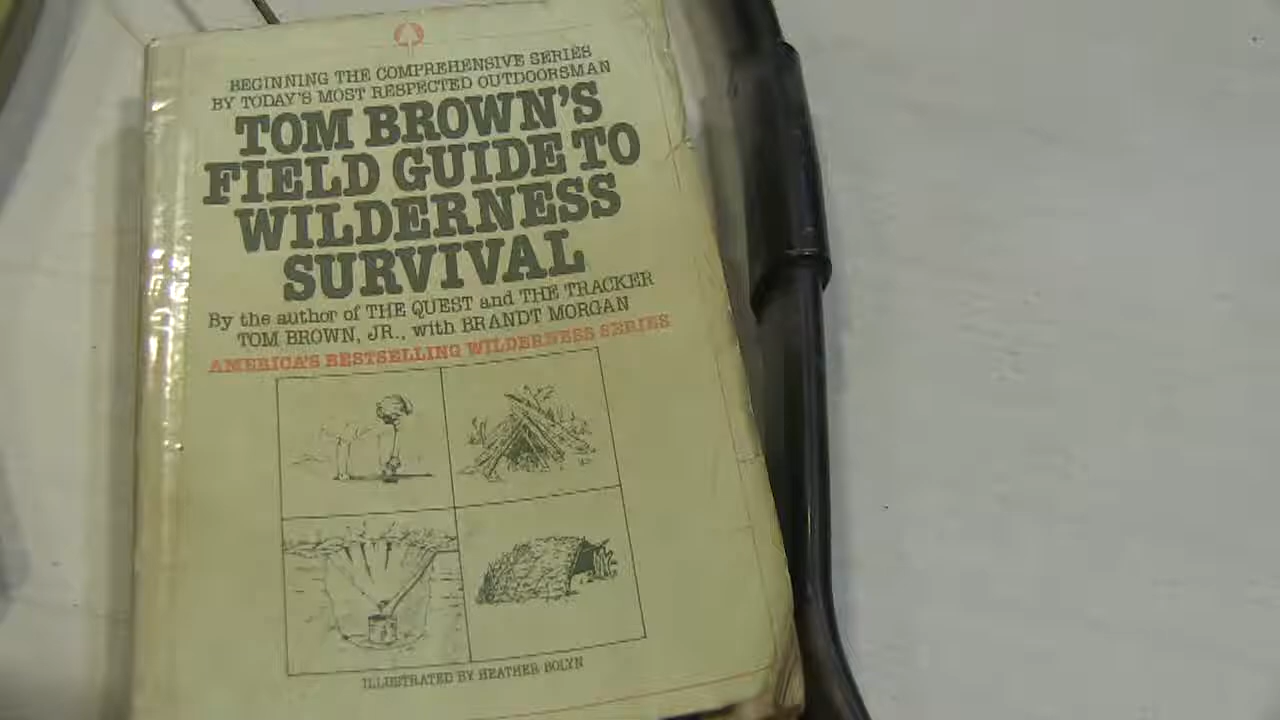 BEGINNING THE COMPREHENSIVE SERIES
BY TODAY'S MOST RESPECTED OUTDOORSMAN
TOM BROWN'S
FIELD GUIDE TO
WILDERNESS
SURVIVAL
By the author of THE QUEST and THE TRACKER
TOM BROWN, JR., with BRANDT MORGAN
AMERICA'S BESTSELLING WILDERNESS SERIES
ILLUSTRATED BY HEATHER BOLYN